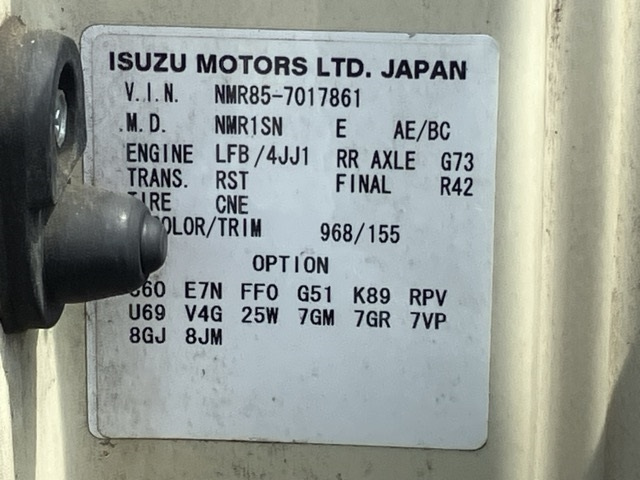 ISUZU MOTORS LTD. JAPAN
V.I.N. NMR85-7017861
M.D. NMR1SN E AE/BC
ENGINE LFB/4JJ1 RR AXLE G73
TRANS. RST FINAL R42
TIRE CNE
COLOR/TRIM 968/155
OPTION
E7N FF0 G51 K89 RPV
U69 V4G 25W 7GM 7GR 7VP
8GJ 8JM